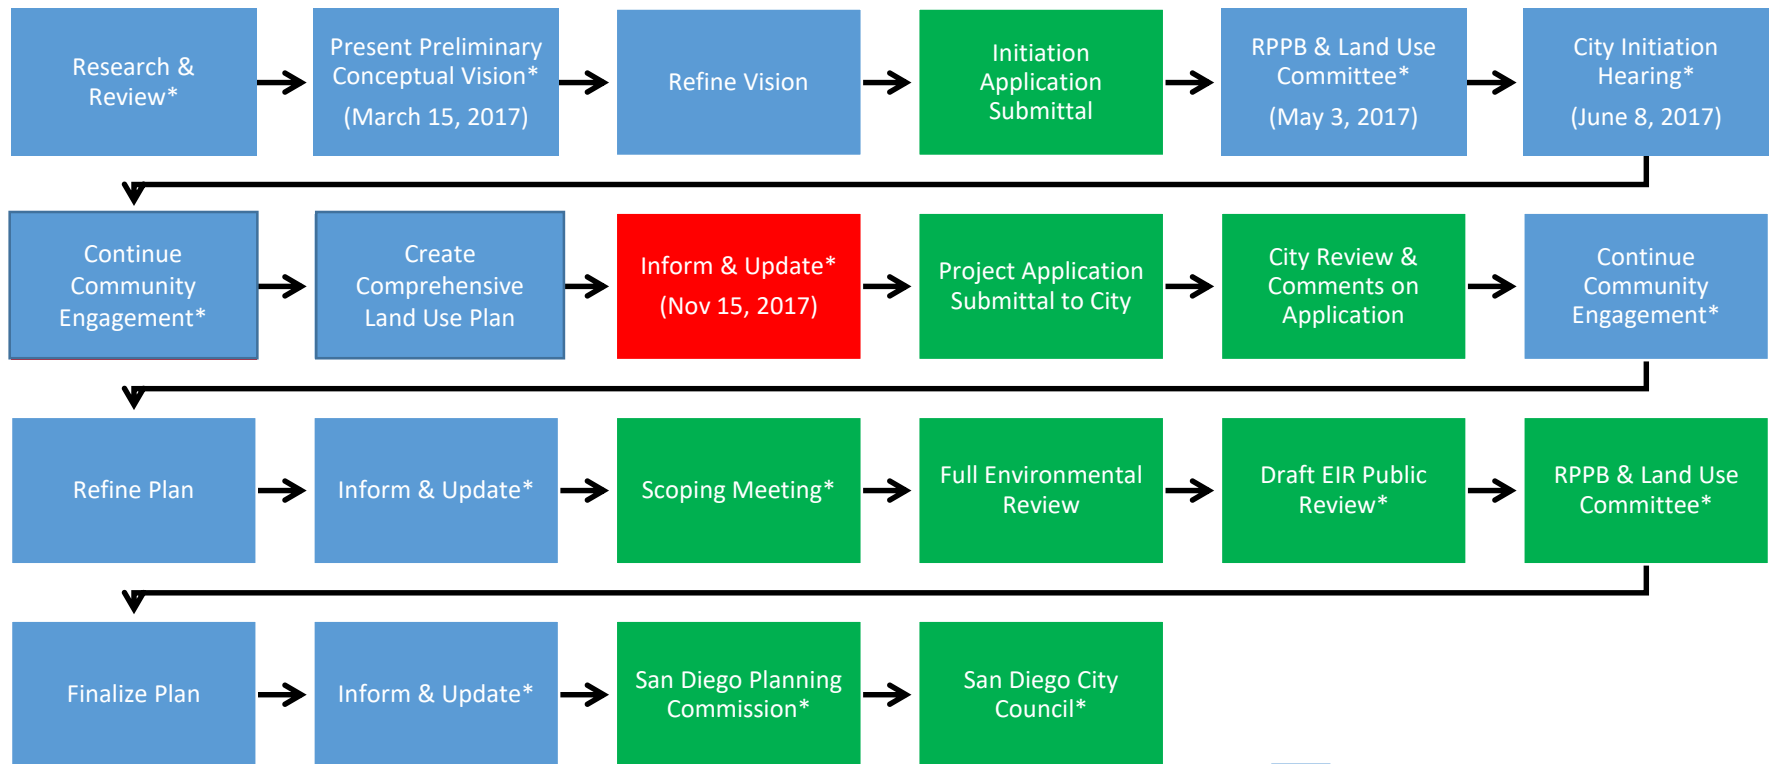 Research &
Review*
Present Preliminary
Conceptual Vision*
(March 15, 2017)
Refine Vision
Initiation
Application
Submittal
RPPB & Land Use
Committee*
(May 3, 2017)
City Initiation
Hearing*
(June 8, 2017)
Continue
Community
Engagement*
Create
Comprehensive
Land Use Plan
Inform & Update*
(Nov 15, 2017)
Project Application
Submittal to City
City Review &
Comments on
Application
Continue
Community
Engagement*
Refine Plan
Inform & Update*
Scoping Meeting*
Full Environmental
Review
Draft EIR Public
Review*
RPPB & Land Use
Committee*
Finalize Plan
Inform & Update*
San Diego Planning
Commission*
San Diego City
Council*